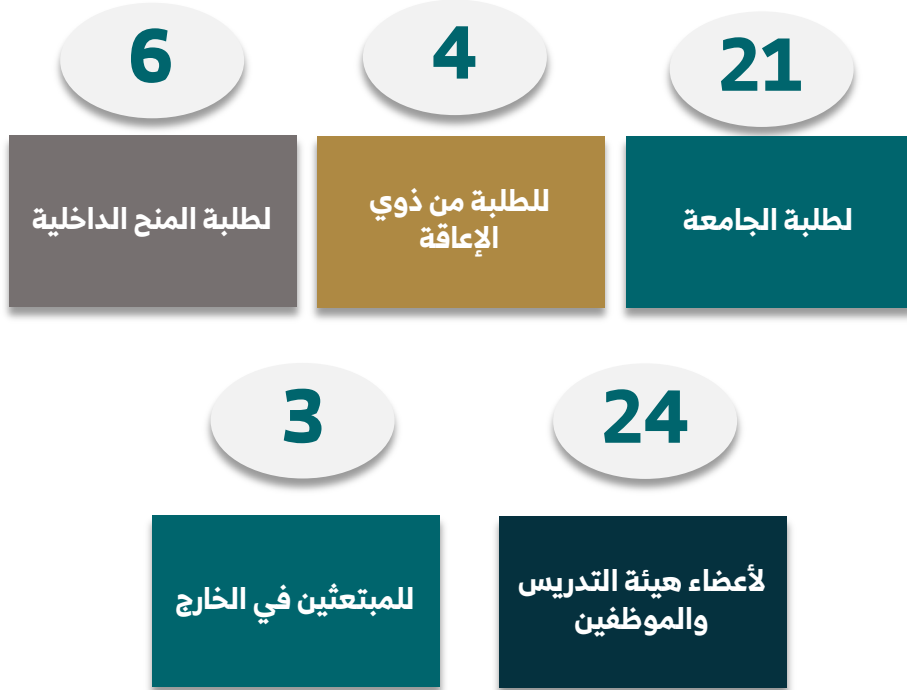 21
لطلبة الجامعة
4
للطلبة من ذوي
الإعاقة
6
لطلبة المنح الداخلية
24
لأعضاء هيئة التدريس
والموظفين
3
للمبتعثين في الخارج